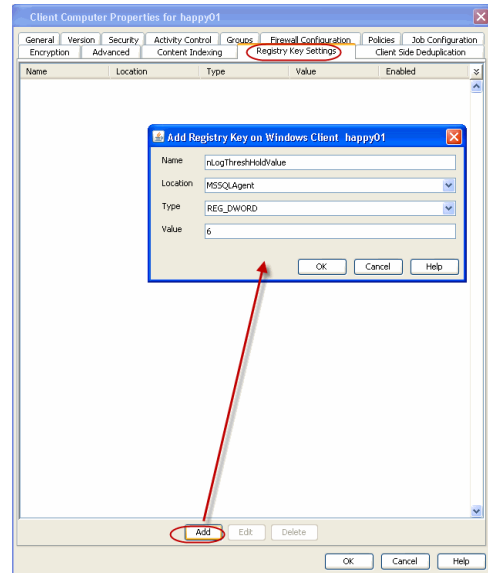 Client Computer Properties for happy01
General Version Security Activity Control Groups Firewall Configuration Policies Job Configuration
Encryption Advanced Content Indexing Registry Key Settings Client Side Deduplication
Name Location Type Value Enabled
Add Registry Key on Windows Client happy01
Name nLogThreshHoldValue
Location MSSQLAgent
Type REG_DWORD
Value 6
OK Cancel Help
Add Edit Delete
OK Cancel Help